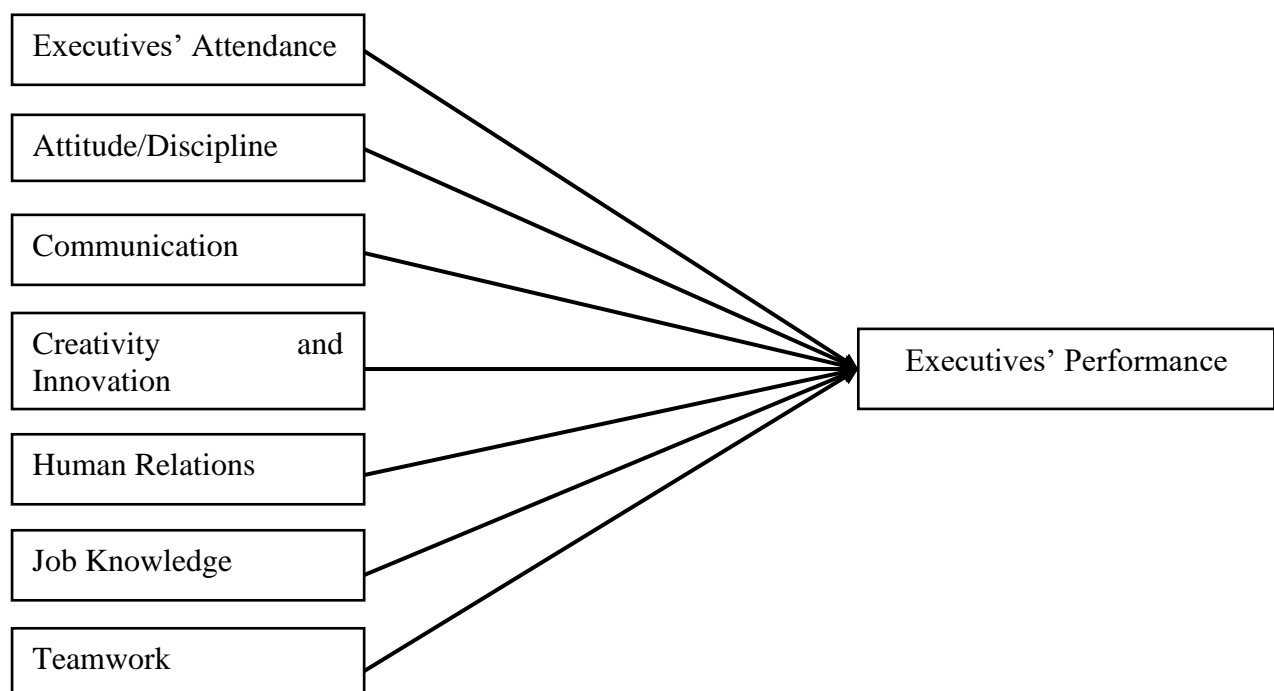 Executives’ Attendance
Attitude/Discipline
Communication
Creativity and
Innovation
Human Relations
Job Knowledge
Teamwork
Executives’ Performance